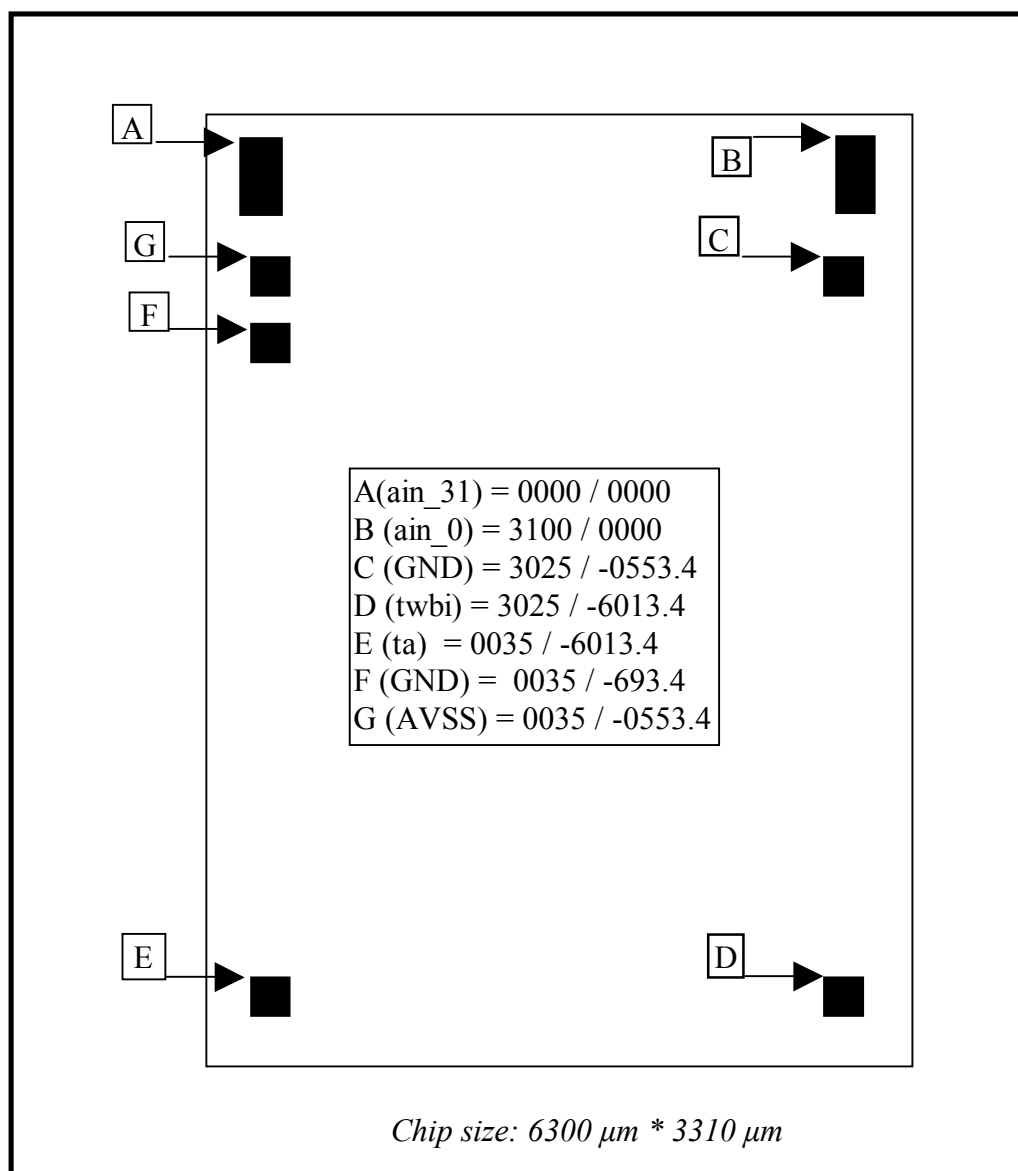 A
B
G
C
F
A(ain_31) = 0000 / 0000
B (ain_0) = 3100 / 0000
C (GND) = 3025 / -0553.4
D (twbi) = 3025 / -6013.4
E (ta) = 0035 / -6013.4
F (GND) = 0035 / -693.4
G (AVSS) = 0035 / -0553.4
E
D
Chip size: 6300 μm * 3310 μm